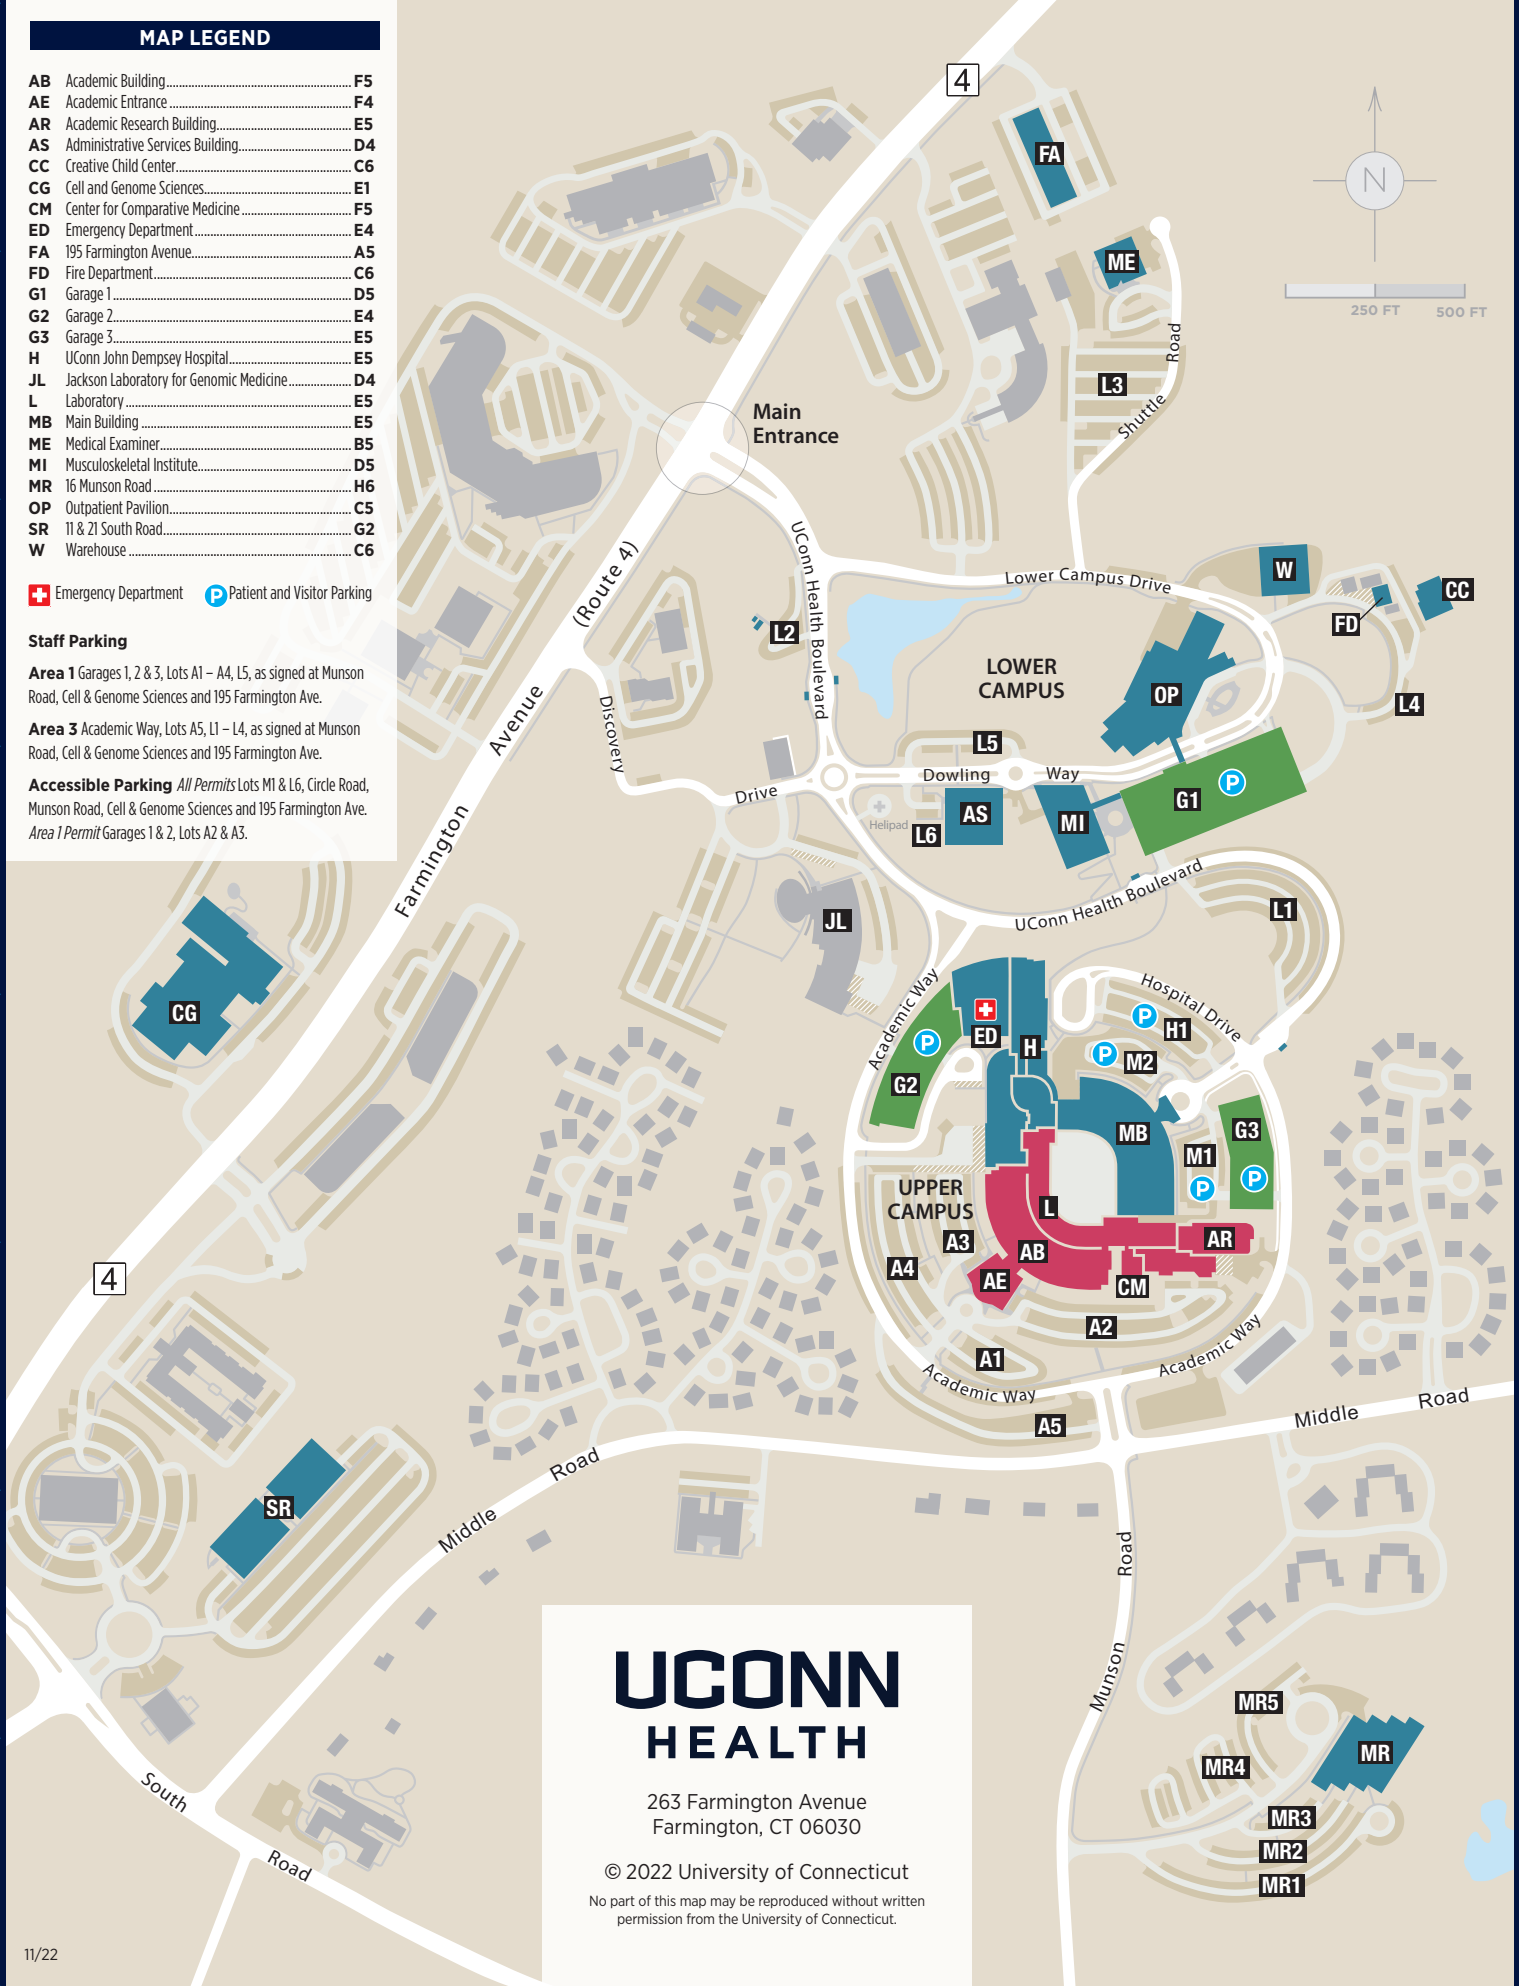 MAP LEGEND
AB Academic Building F5
AE Academic Entrance F4
AR Academic Research Building E5
AS Administrative Services Building D4
CC Creative Child Center C6
CG Cell and Genome Sciences E1
CM Center for Comparative Medicine F5
ED Emergency Department E4
FA 195 Farmington Avenue A5
FD Fire Department C6
G1 Garage 1 D5
G2 Garage 2 E4
G3 Garage 3 E5
H UConn John Dempsey Hospital E5
JL Jackson Laboratory for Genomic Medicine D4
L Laboratory E5
MB Main Building E5
ME Medical Examiner B5
MI Musculoskeletal Institute D5
MR 16 Munson Road H6
OP Outpatient Pavilion C5
SR 11 & 21 South Road G2
W Warehouse C6
Emergency Department P Patient and Visitor Parking
Staff Parking
Area 1 Garages 1, 2 & 3, Lots A1 – A4, L5, as signed at Munson
Road, Cell & Genome Sciences and 195 Farmington Ave.
Area 3 Academic Way, Lots A5, L1 – L4, as signed at Munson
Road, Cell & Genome Sciences and 195 Farmington Ave.
Accessible Parking All Permits Lots M1 & L6, Circle Road,
Munson Road, Cell & Genome Sciences and 195 Farmington Ave.
Area 1 Permit Garages 1 & 2, Lots A2 & A3.
4
FA
N
ME
250 FT 500 FT
Shuttle Road
L3
Main
Entrance
Farmington Avenue (Route 4)
UConn Health Boulevard
Lower Campus Drive
W
CC
FD
L2
LOWER
CAMPUS
OP
L4
Discovery Drive
L5
Dowling Way
P
G1
AS
MI
Helipad
L6
UConn Health Boulevard
L1
JL
CG
Academic Way
Hospital Drive
P
H1
ED
H
P
G2
P
M2
MB
G3
M1
P
P
UPPER
CAMPUS
L
AR
A3
AB
A4
AE
CM
4
A2
A1
Academic Way
Academic Way
A5
Middle Road
Middle Road
SR
Munson Road
MR5
MR
MR4
MR3
MR2
MR1
South Road
UCONN
HEALTH
263 Farmington Avenue
Farmington, CT 06030
© 2022 University of Connecticut
No part of this map may be reproduced without written
permission from the University of Connecticut.
11/22